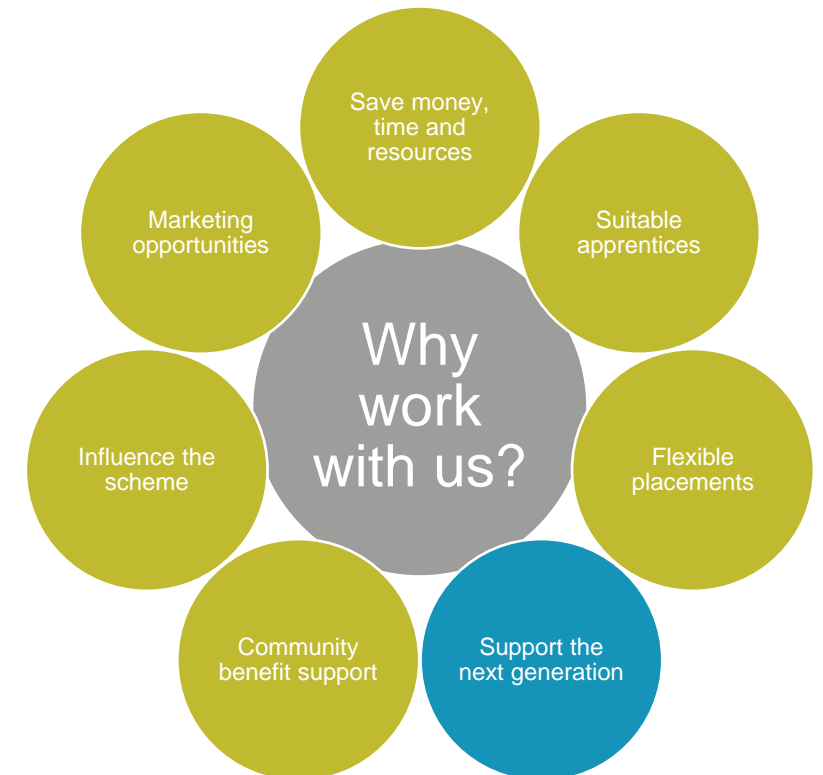 Save money,
time and
resources
Suitable
apprentices
Flexible
placements
Support the
next generation
Community
benefit support
Influence the
scheme
Marketing
opportunities
Why
work
with us?